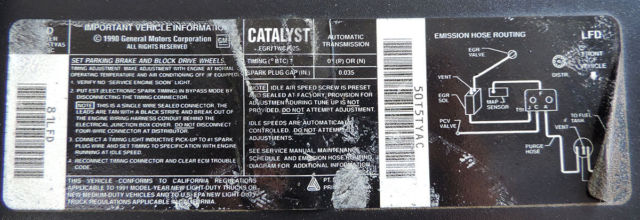 IMPORTANT VEHICLE INFORMATION
© 1990 General Motors Corporation
ALL RIGHTS RESERVED
GM
SET PARKING BRAKE AND BLOCK DRIVE WHEELS.
TIMING ADJUSTMENT MAKE ADJUSTMENT WITH ENGINE AT NORMAL
OPERATING TEMPERATURE AND AIR CONDITIONING OFF IF EQUIPPED.
1. VERIFY NO "SERVICE ENGINE SOON" LIGHT.
2. PUT EST (ELECTRONIC SPARK TIMING) IN BYPASS MODE BY
DISCONNECTING THE TIMING CONNECTOR.
NOTE THIS IS A SINGLE WIRE SEALED CONNECTOR. THE
LEADS ARE TAN WITH A BLACK STRIPE AND BREAK OUT OF
THE ENGINE WIRING HARNESS CONDUIT BEHIND THE
ELECTRICAL JUNCTION BOX COVER. DO NOT DISCONNECT
FOUR-WIRE CONNECTOR AT DISTRIBUTOR.
3. CONNECT A TIMING LIGHT INDUCTIVE PICK-UP TO #1 SPARK
PLUG WIRE AND SET TIMING TO SPECIFICATION WITH ENGINE
RUNNING AT IDLE SPEED.
4. RECONNECT TIMING CONNECTOR AND CLEAR ECM TROUBLE
CODE.
THIS VEHICLE CONFORMS TO CALIFORNIA REGULATIONS
APPLICABLE TO 1991 MODEL-YEAR NEW LIGHT-DUTY TRUCKS OR
NEW MEDIUM-DUTY VEHICLES AND TO U.S. EPA NEW LIGHT-DUTY
TRUCK REGULATIONS APPLICABLE
81LFD
CATALYST
AUTOMATIC
TRANSMISSION
TIMING (° BTC) T
0° (P) OR (N)
SPARK PLUG GAP (IN.)
0.035
NOTE IDLE AIR SPEED SCREW IS PRESET
AND SEALED AT FACTORY. PROVISION FOR
ADJUSTMENT DURING TUNE UP IS NOT
PROVIDED. DO NOT ATTEMPT ADJUSTMENT.
IDLE SPEEDS ARE AUTOMATICALLY
CONTROLLED. DO NOT ATTEMPT
ADJUSTMENTS.
SEE SERVICE MANUAL, MAINTENANCE
SCHEDULE AND EMISSION HOSE ROUTING
DIAGRAM FOR ADDITIONAL INFORMATION.
PT.
5OT5TYAC
EMISSION HOSE ROUTING
LFD
EGR
VALVE
FRONT
OF
VEHICLE
DISTR.
VENT
EGR
SOL
MAP
SENSOR
PCV
VALVE
TO FUEL
TANK
VENT
PURGE
HOSE